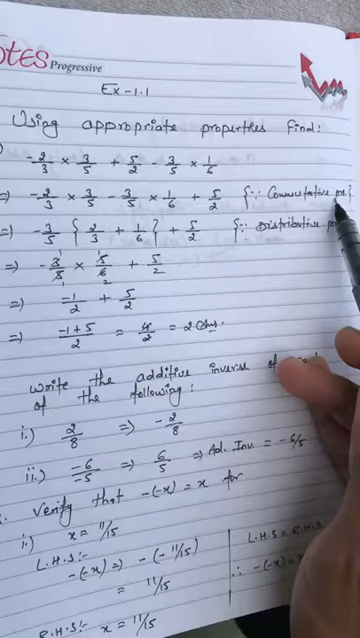 otes Progressive
Ex-1.1
Using appropriate properties find:
-2/3 × 3/5 + 5/2 - 3/5 × 1/6
⇒ -2/3 × 3/5 - 3/5 × 1/6 + 5/2 {∵ Commutative
⇒ -3/5 { 2/3 + 1/6 } + 5/2 {∵ Distributive
⇒ -3/5 × 5/6 + 5/2
⇒ -1/2 + 5/2
⇒ -1+5/2 = 4/2 = 2 Ans.
Write the additive inverse of
of the following:
i.) 2/8 ⇒ -2/8
ii.) -6/-5 ⇒ 6/5 ⇒ Ad. Inv = -6/5
Verify that -(-x) = x for
i.) x = 11/15
L.H.S:-
-(-x) ⇒ -(-11/15)
= 11/15
R.H.S:- x = 11/15
L.H.S = R.H.S
∴ -(-x) =